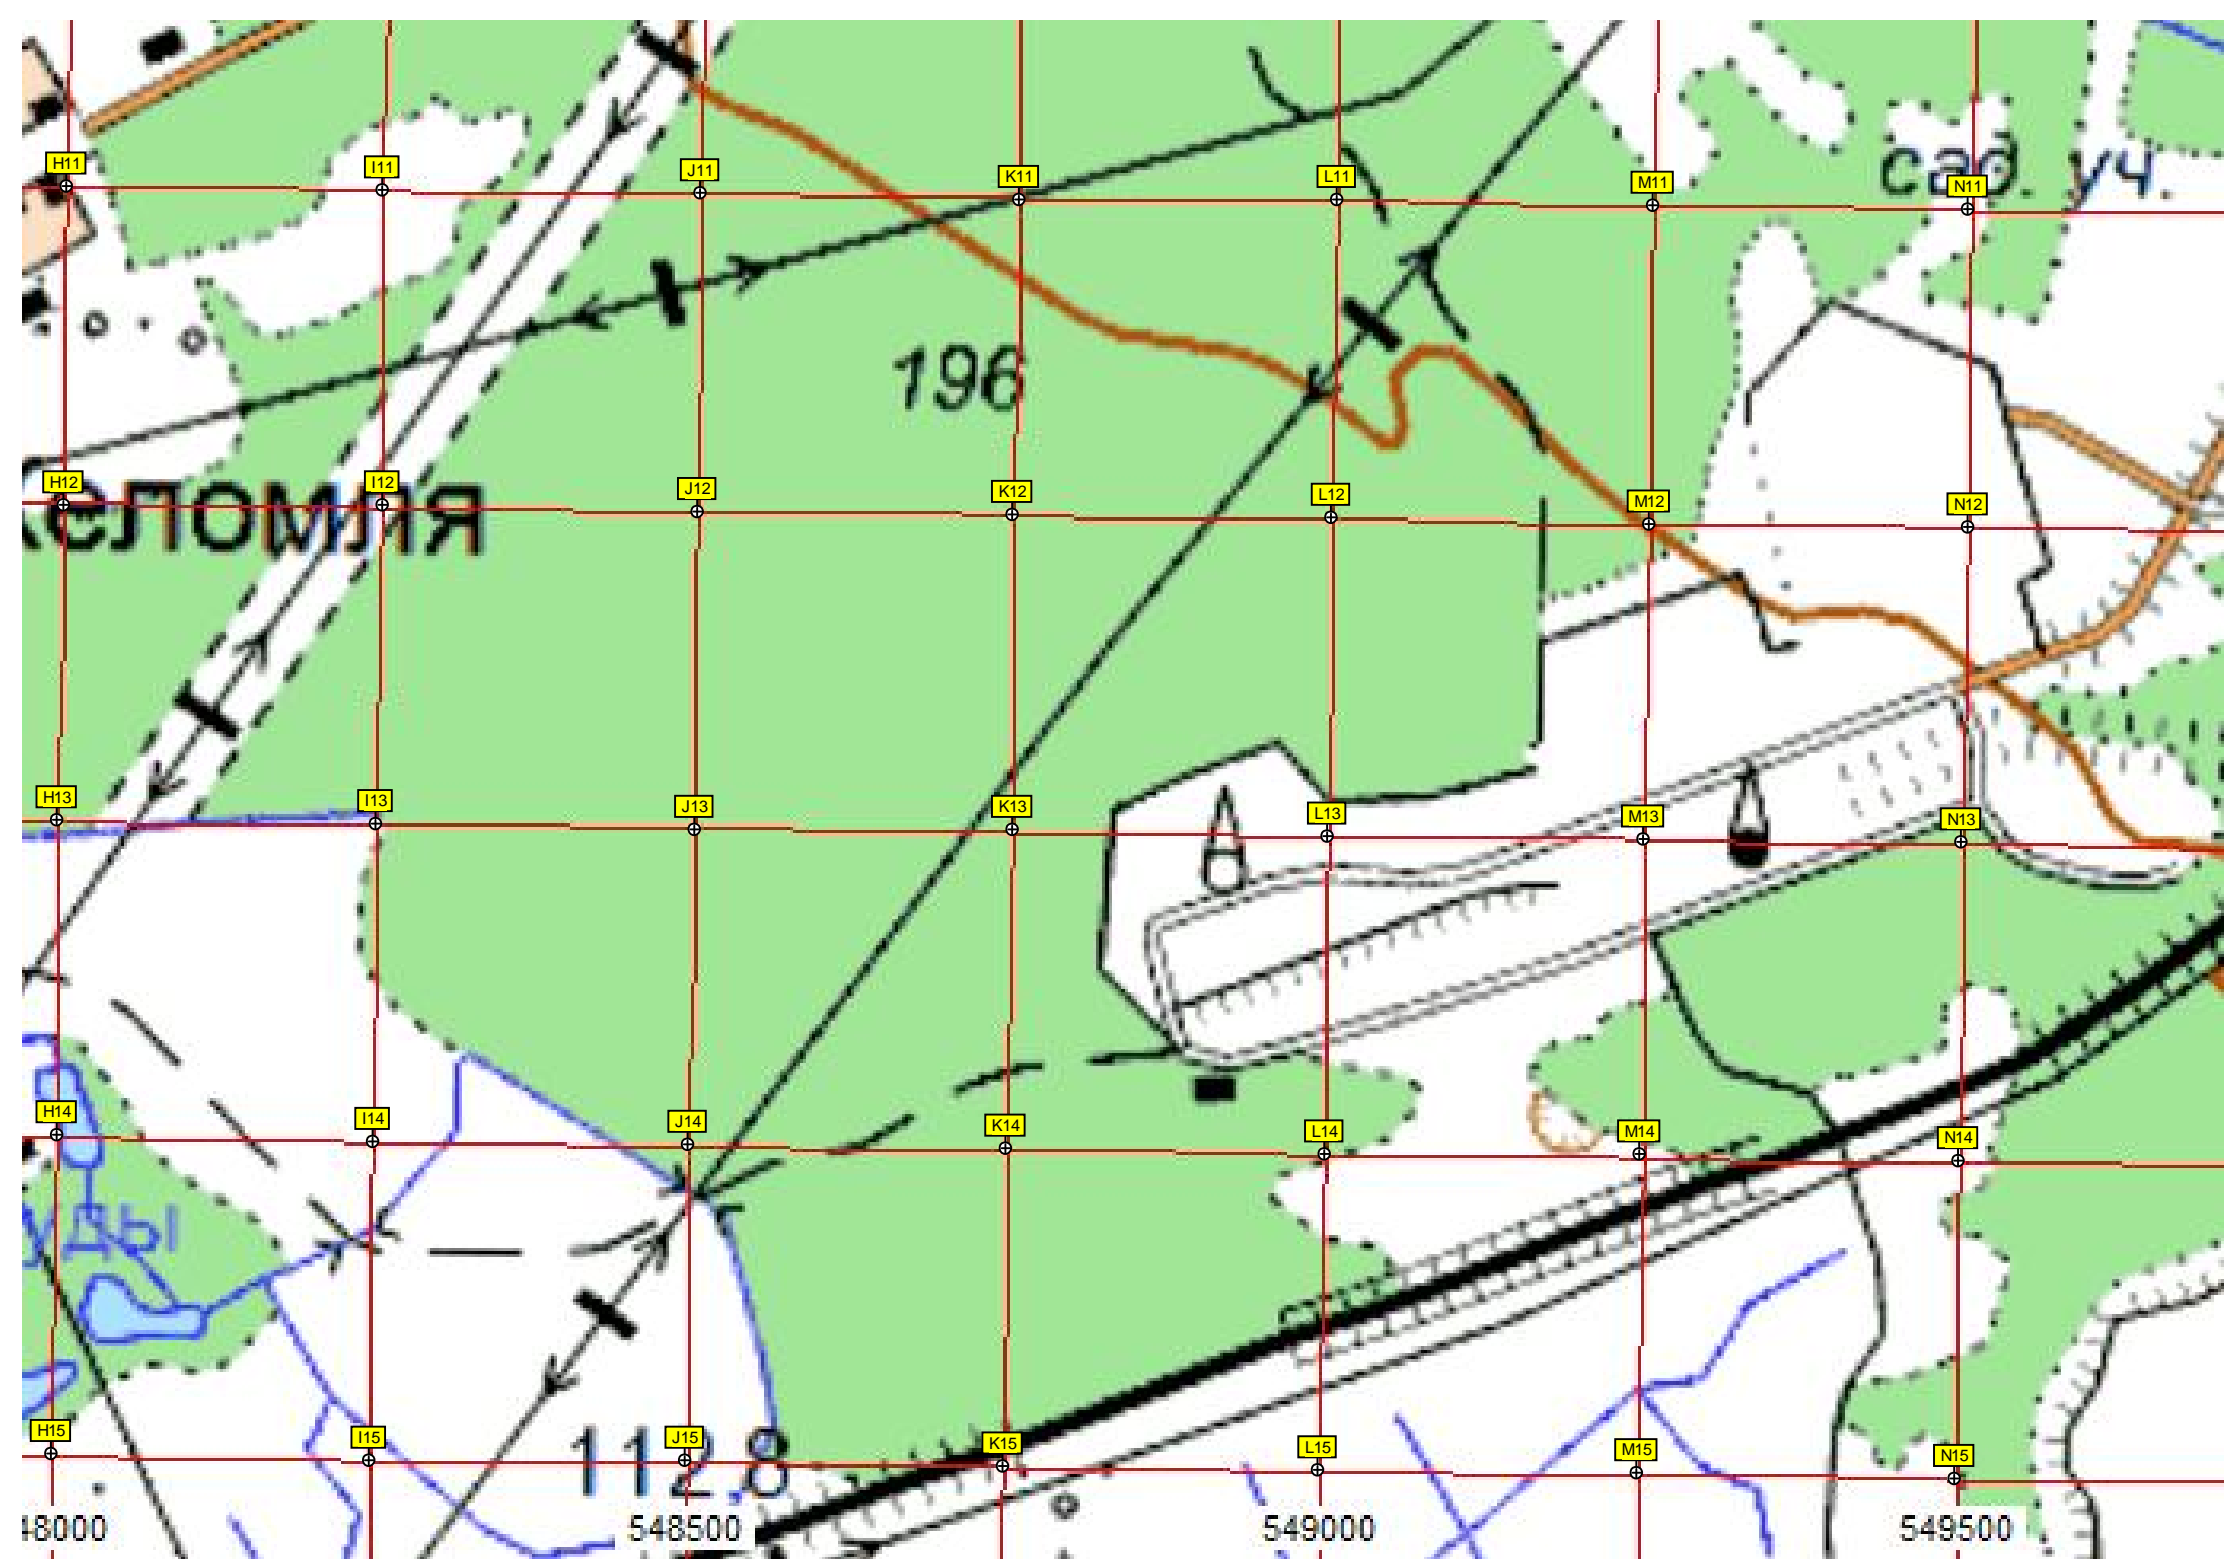 H11 I11 J11 K11 L11 M11 N11
сад. уч.
196
H12 I12 J12 K12 L12 M12 N12
еломля
H13 I13 J13 K13 L13 M13 N13
H14 I14 J14 K14 L14 M14 N14
уды
H15 I15 J15 K15 L15 M15 N15
112,8
48000 548500 549000 549500